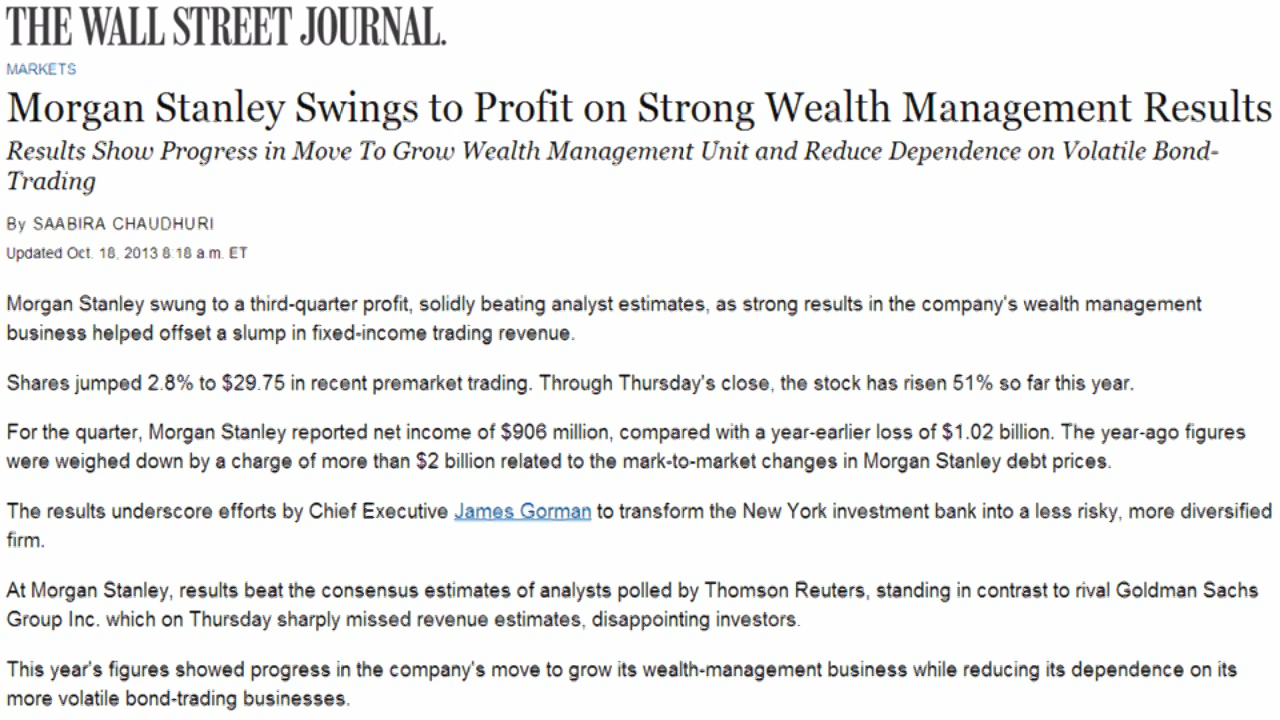 THE WALL STREET JOURNAL.
MARKETS
Morgan Stanley Swings to Profit on Strong Wealth Management Results
Results Show Progress in Move To Grow Wealth Management Unit and Reduce Dependence on Volatile Bond-
Trading
By SAABIRA CHAUDHURI
Updated Oct. 18, 2013 8:18 a.m. ET
Morgan Stanley swung to a third-quarter profit, solidly beating analyst estimates, as strong results in the company's wealth management
business helped offset a slump in fixed-income trading revenue.
Shares jumped 2.8% to $29.75 in recent premarket trading. Through Thursday's close, the stock has risen 51% so far this year.
For the quarter, Morgan Stanley reported net income of $906 million, compared with a year-earlier loss of $1.02 billion. The year-ago figures
were weighed down by a charge of more than $2 billion related to the mark-to-market changes in Morgan Stanley debt prices.
The results underscore efforts by Chief Executive James Gorman to transform the New York investment bank into a less risky, more diversified
firm.
At Morgan Stanley, results beat the consensus estimates of analysts polled by Thomson Reuters, standing in contrast to rival Goldman Sachs
Group Inc. which on Thursday sharply missed revenue estimates, disappointing investors.
This year's figures showed progress in the company's move to grow its wealth-management business while reducing its dependence on its
more volatile bond-trading businesses.